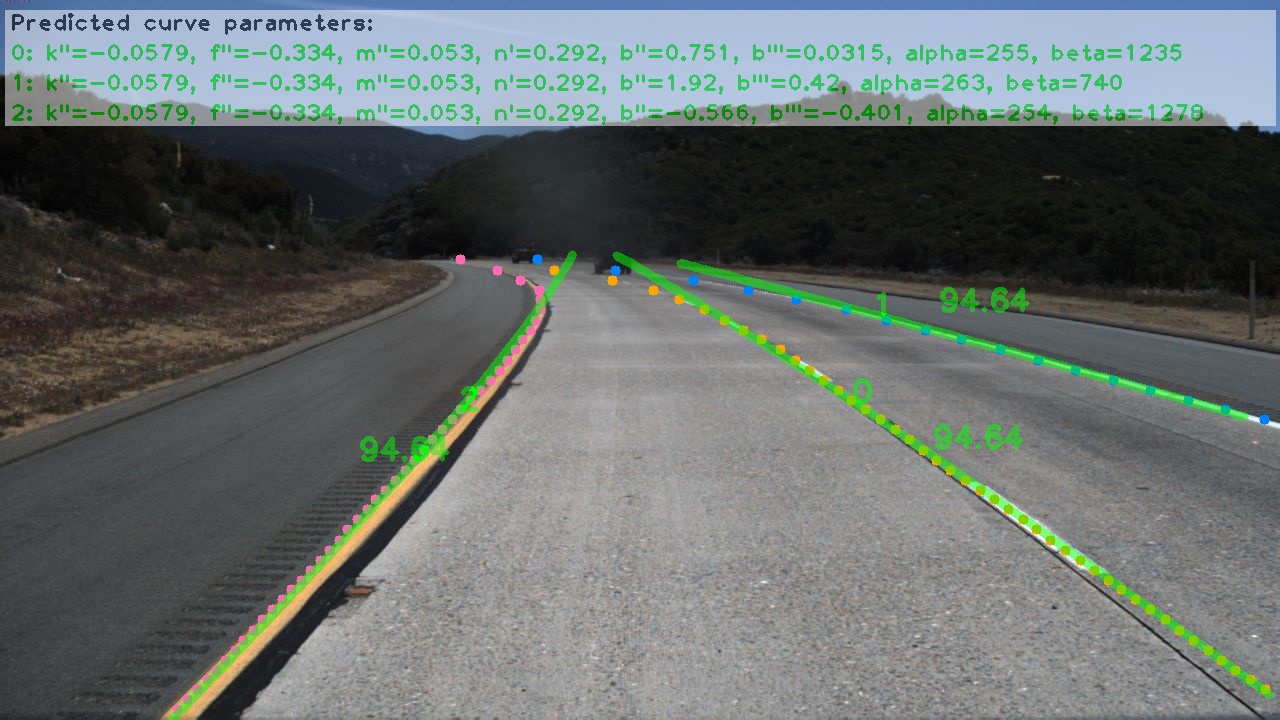 Predicted curve parameters:
0: k''=-0.0579, f''=-0.334, m''=0.053, n'=0.292, b''=0.751, b'''=0.0315, alpha=255, beta=1235
1: k''=-0.0579, f''=-0.334, m''=0.053, n'=0.292, b''=1.92, b'''=0.42, alpha=263, beta=740
2: k''=-0.0579, f''=-0.334, m''=0.053, n'=0.292, b''=-0.566, b'''=-0.401, alpha=254, beta=1278
1 94.64
0
2
94.64
94.64